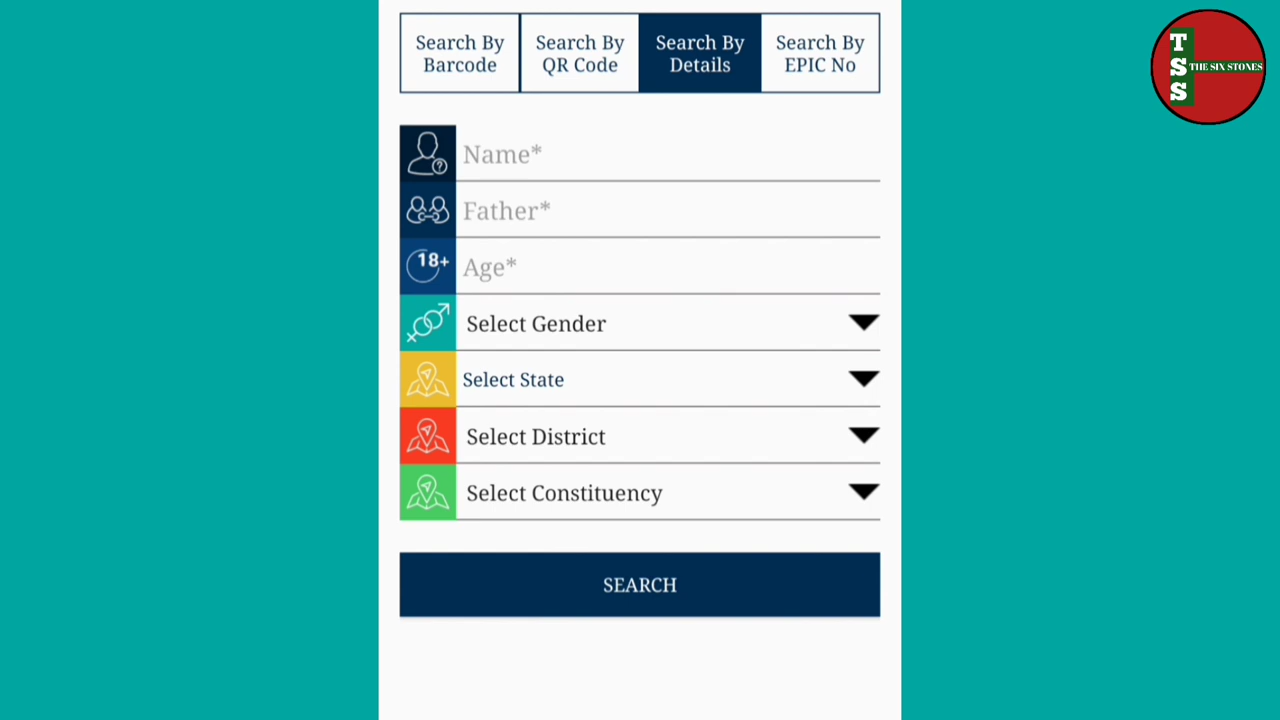 Search By
Barcode
Search By
QR Code
Search By
Details
Search By
EPIC No
T
S
S
THE SIX STONES
Name*
Father*
18+
Age*
Select Gender
Select State
Select District
Select Constituency
SEARCH